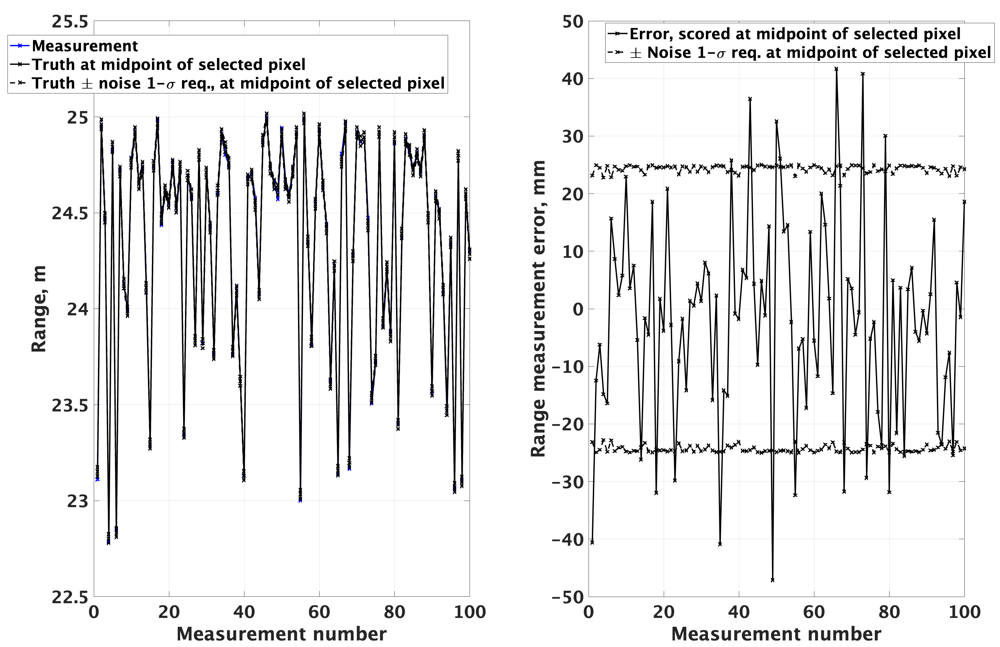 25.5
25
24.5
24
23.5
23
22.5
0 20 40 60 80 100
Range, m
Measurement number
Measurement
Truth at midpoint of selected pixel
Truth ± noise 1-σ req., at midpoint of selected pixel
50
40
30
20
10
0
-10
-20
-30
-40
-50
0 20 40 60 80 100
Range measurement error, mm
Measurement number
Error, scored at midpoint of selected pixel
± Noise 1-σ req. at midpoint of selected pixel